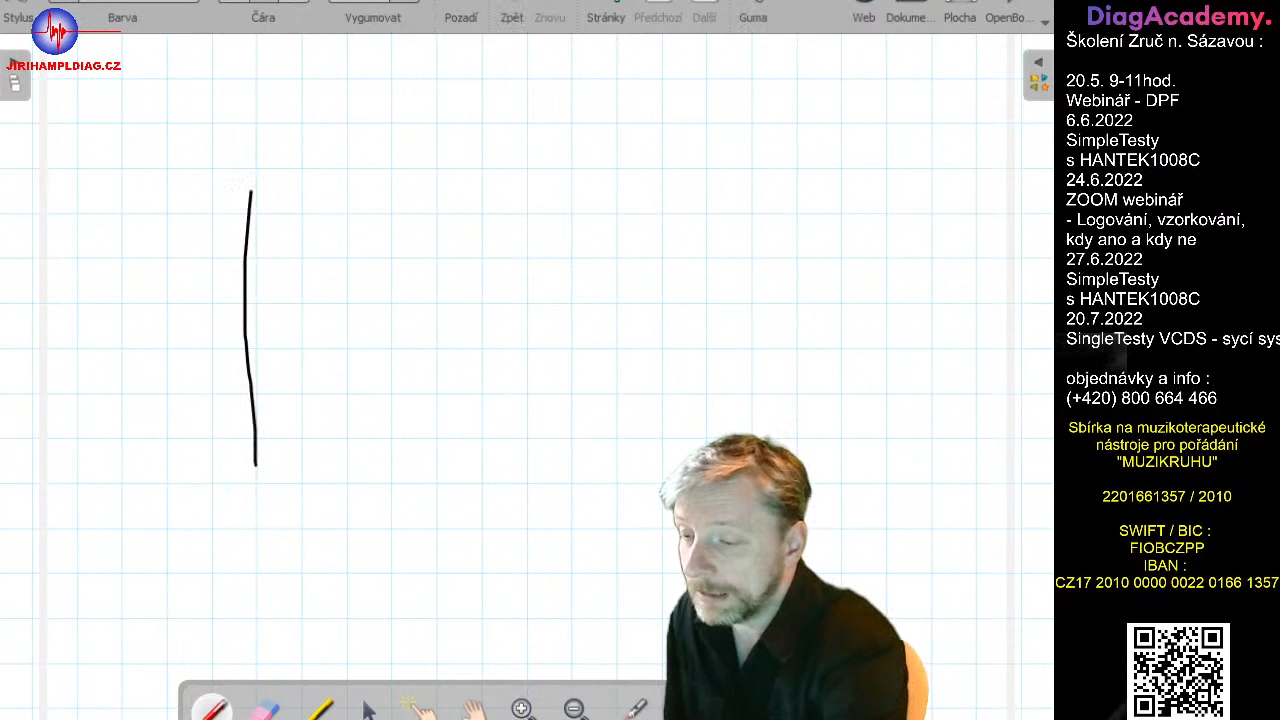 Stylus Barva Čára Vygumovat Pozadí Zpět Znovu Stránky Předchozí Další Guma Web Dokume... Plocha OpenBo...
JIRIHAMPLDIAG.CZ
DiagAcademy.
Školení Zruč n. Sázavou :
20.5. 9-11hod.
Webinář - DPF
6.6.2022
SimpleTesty
s HANTEK1008C
24.6.2022
ZOOM webinář
- Logování, vzorkování,
kdy ano a kdy ne
27.6.2022
SimpleTesty
s HANTEK1008C
20.7.2022
SingleTesty VCDS - sycí sys
objednávky a info :
(+420) 800 664 466
Sbírka na muzikoterapeutické
nástroje pro pořádání
"MUZIKRUHU"
2201661357 / 2010
SWIFT / BIC :
FIOBCZPP
IBAN :
CZ17 2010 0000 0022 0166 1357